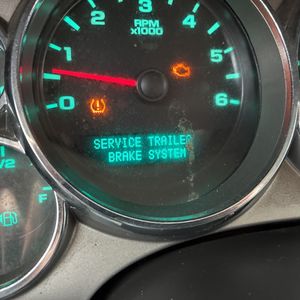 RPM
x1000
0
1
2
3
4
5
6
SERVICE TRAILER
BRAKE SYSTEM
1/2
F